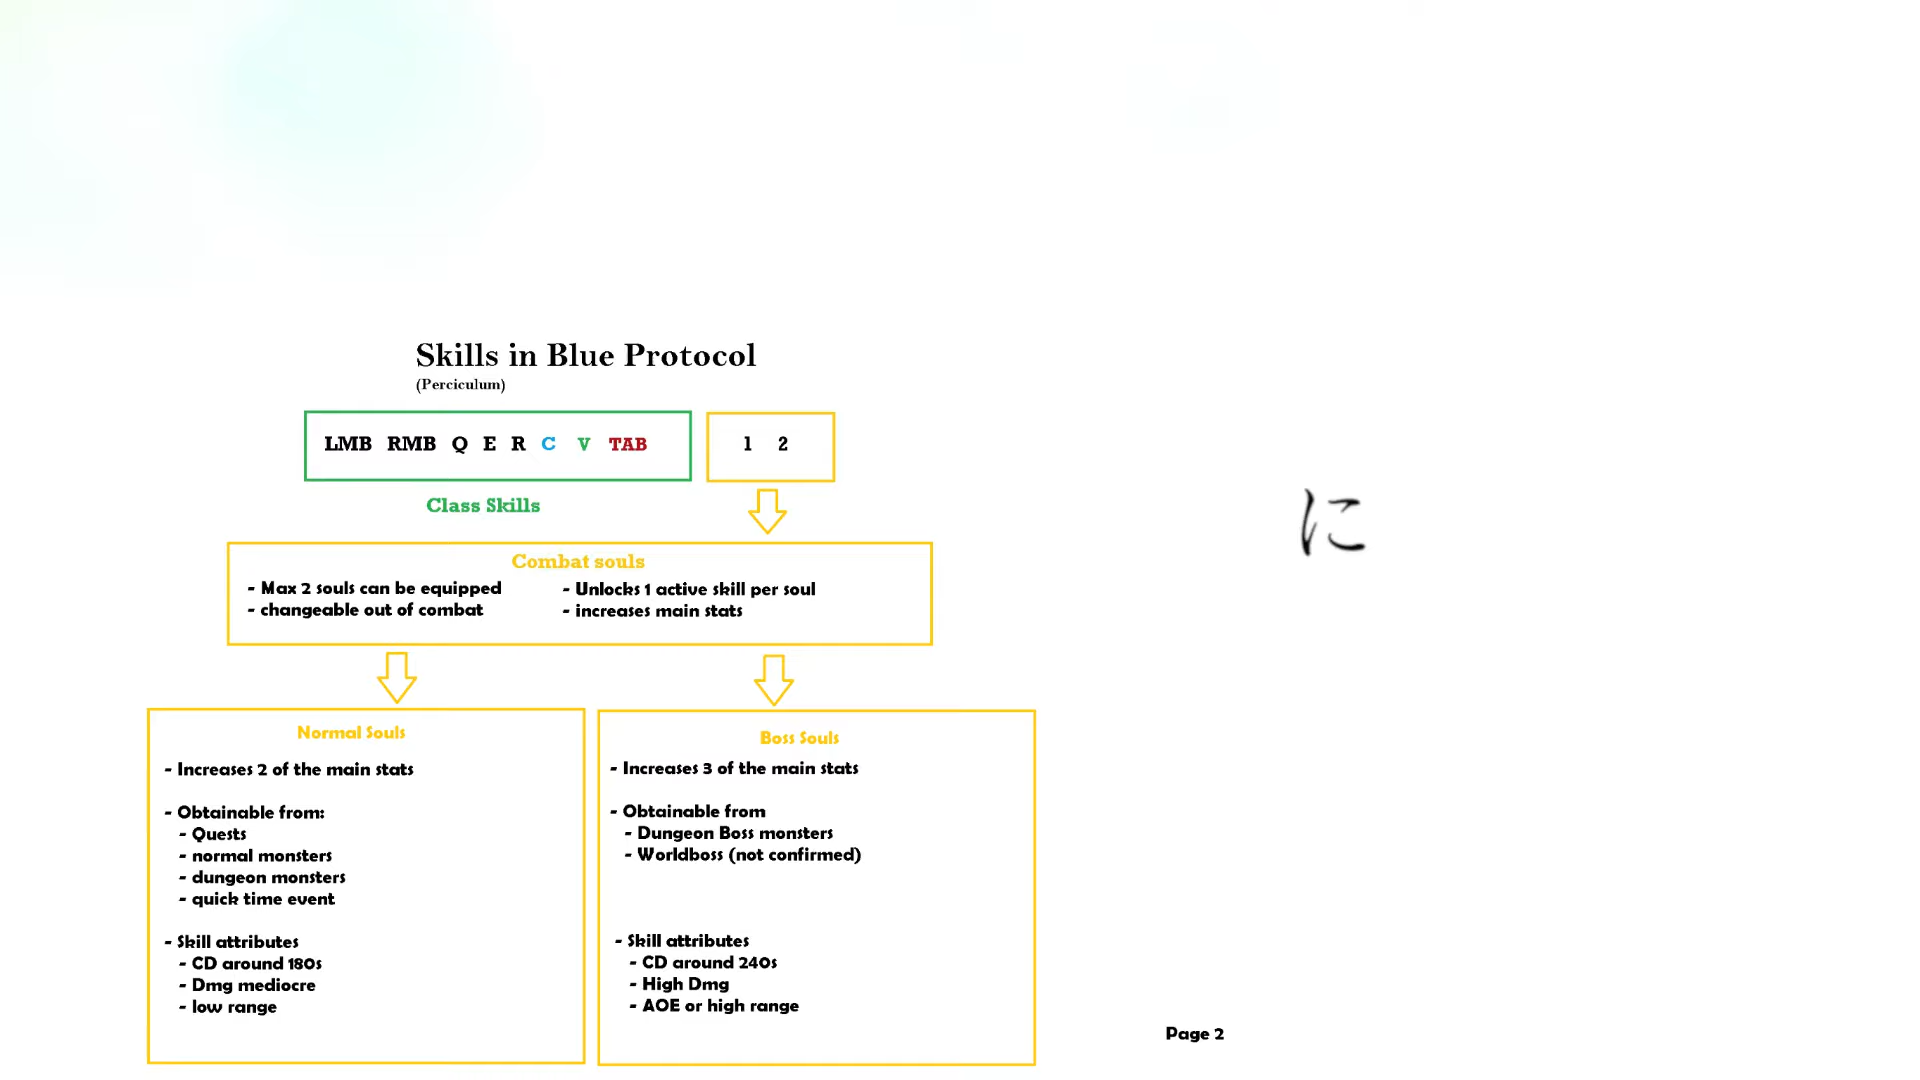 Skills in Blue Protocol
(Perciculum)
LMB RMB Q E R C V TAB
1 2
Class Skills
Combat souls
- Max 2 souls can be equipped
- changeable out of combat
- Unlocks 1 active skill per soul
- increases main stats
Normal Souls
- Increases 2 of the main stats
- Obtainable from:
- Quests
- normal monsters
- dungeon monsters
- quick time event
- Skill attributes
- CD around 180s
- Dmg mediocre
- low range
Boss Souls
- Increases 3 of the main stats
- Obtainable from
- Dungeon Boss monsters
- Worldboss (not confirmed)
- Skill attributes
- CD around 240s
- High Dmg
- AOE or high range
に
Page 2